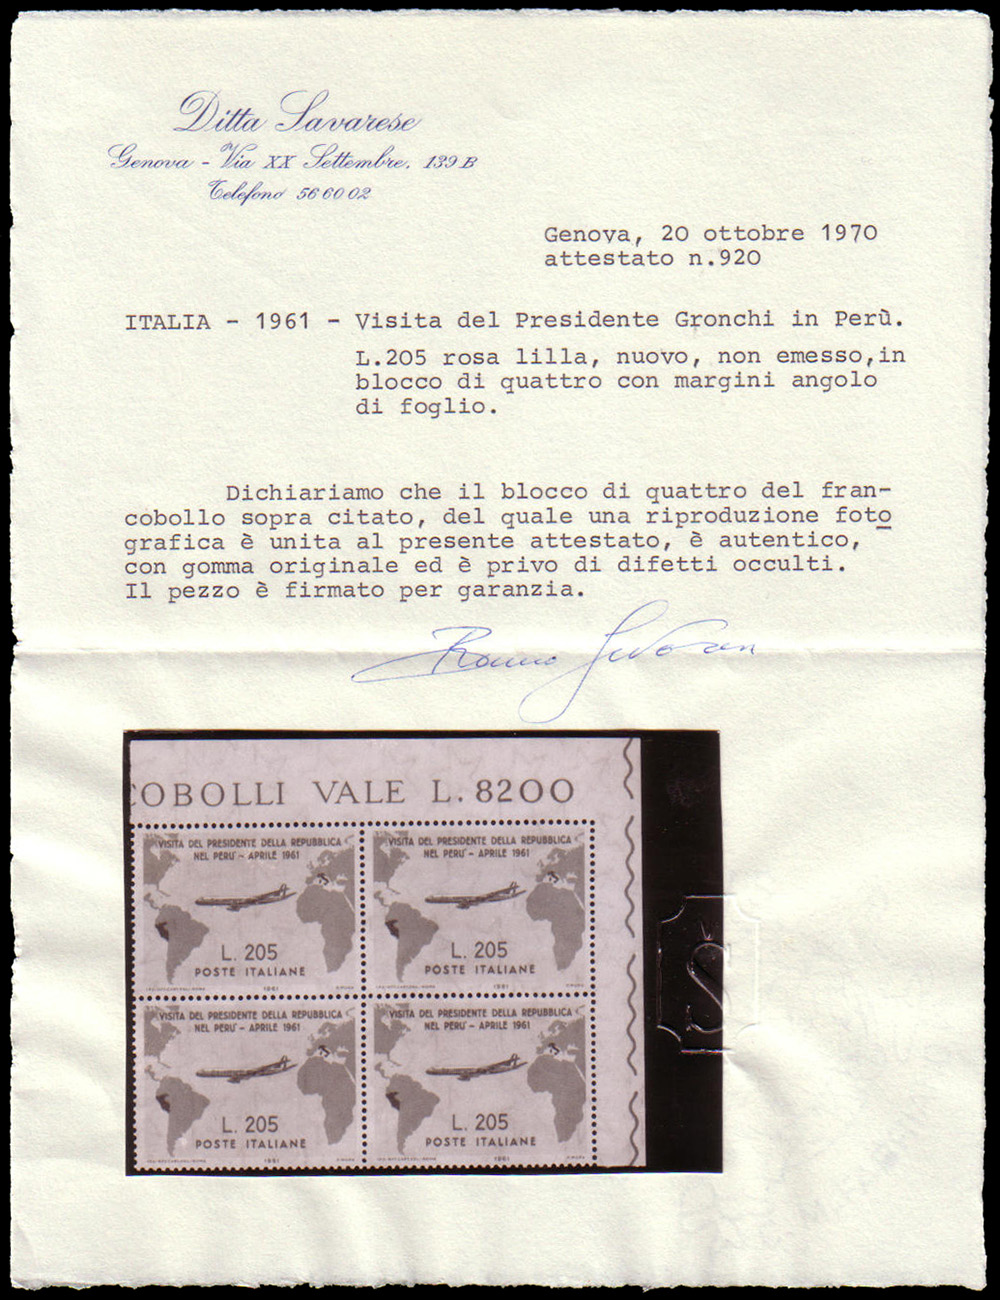 Ditta Savarese
Genova - Via XX Settembre, 139 B
Telefono 56 60 02
Genova, 20 ottobre 1970
attestato n.920
ITALIA - 1961 - Visita del Presidente Gronchi in Perù.
L.205 rosa lilla, nuovo, non emesso, in
blocco di quattro con margini angolo
di foglio.
Dichiariamo che il blocco di quattro del fran-
cobollo sopra citato, del quale una riproduzione foto
grafica è unita al presente attestato, è autentico,
con gomma originale ed è privo di difetti occulti.
Il pezzo è firmato per garanzia.
COBOLLI VALE L. 8200
VISITA DEL PRESIDENTE DELLA REPUBBLICA
NEL PERU' - APRILE 1961
L. 205
POSTE ITALIANE
1961
VISITA DEL PRESIDENTE DELLA REPUBBLICA
NEL PERU' - APRILE 1961
L. 205
POSTE ITALIANE
1961
S
VISITA DEL PRESIDENTE DELLA REPUBBLICA
NEL PERU' - APRILE 1961
L. 205
POSTE ITALIANE
1961
VISITA DEL PRESIDENTE DELLA REPUBBLICA
NEL PERU' - APRILE 1961
L. 205
POSTE ITALIANE
1961